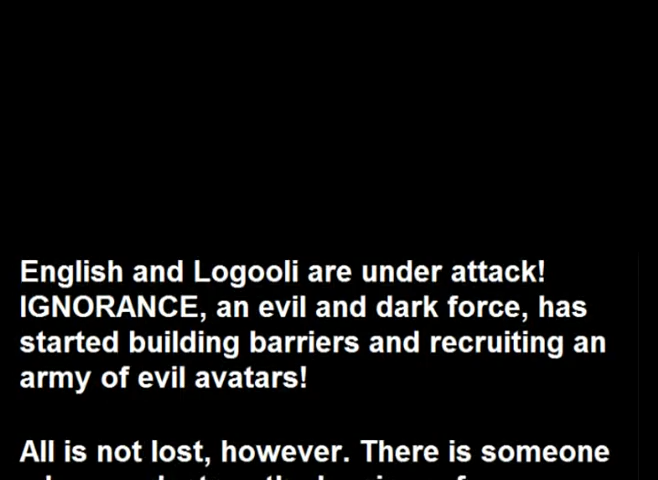 English and Logooli are under attack!
IGNORANCE, an evil and dark force, has
started building barriers and recruiting an
army of evil avatars!
All is not lost, however. There is someone